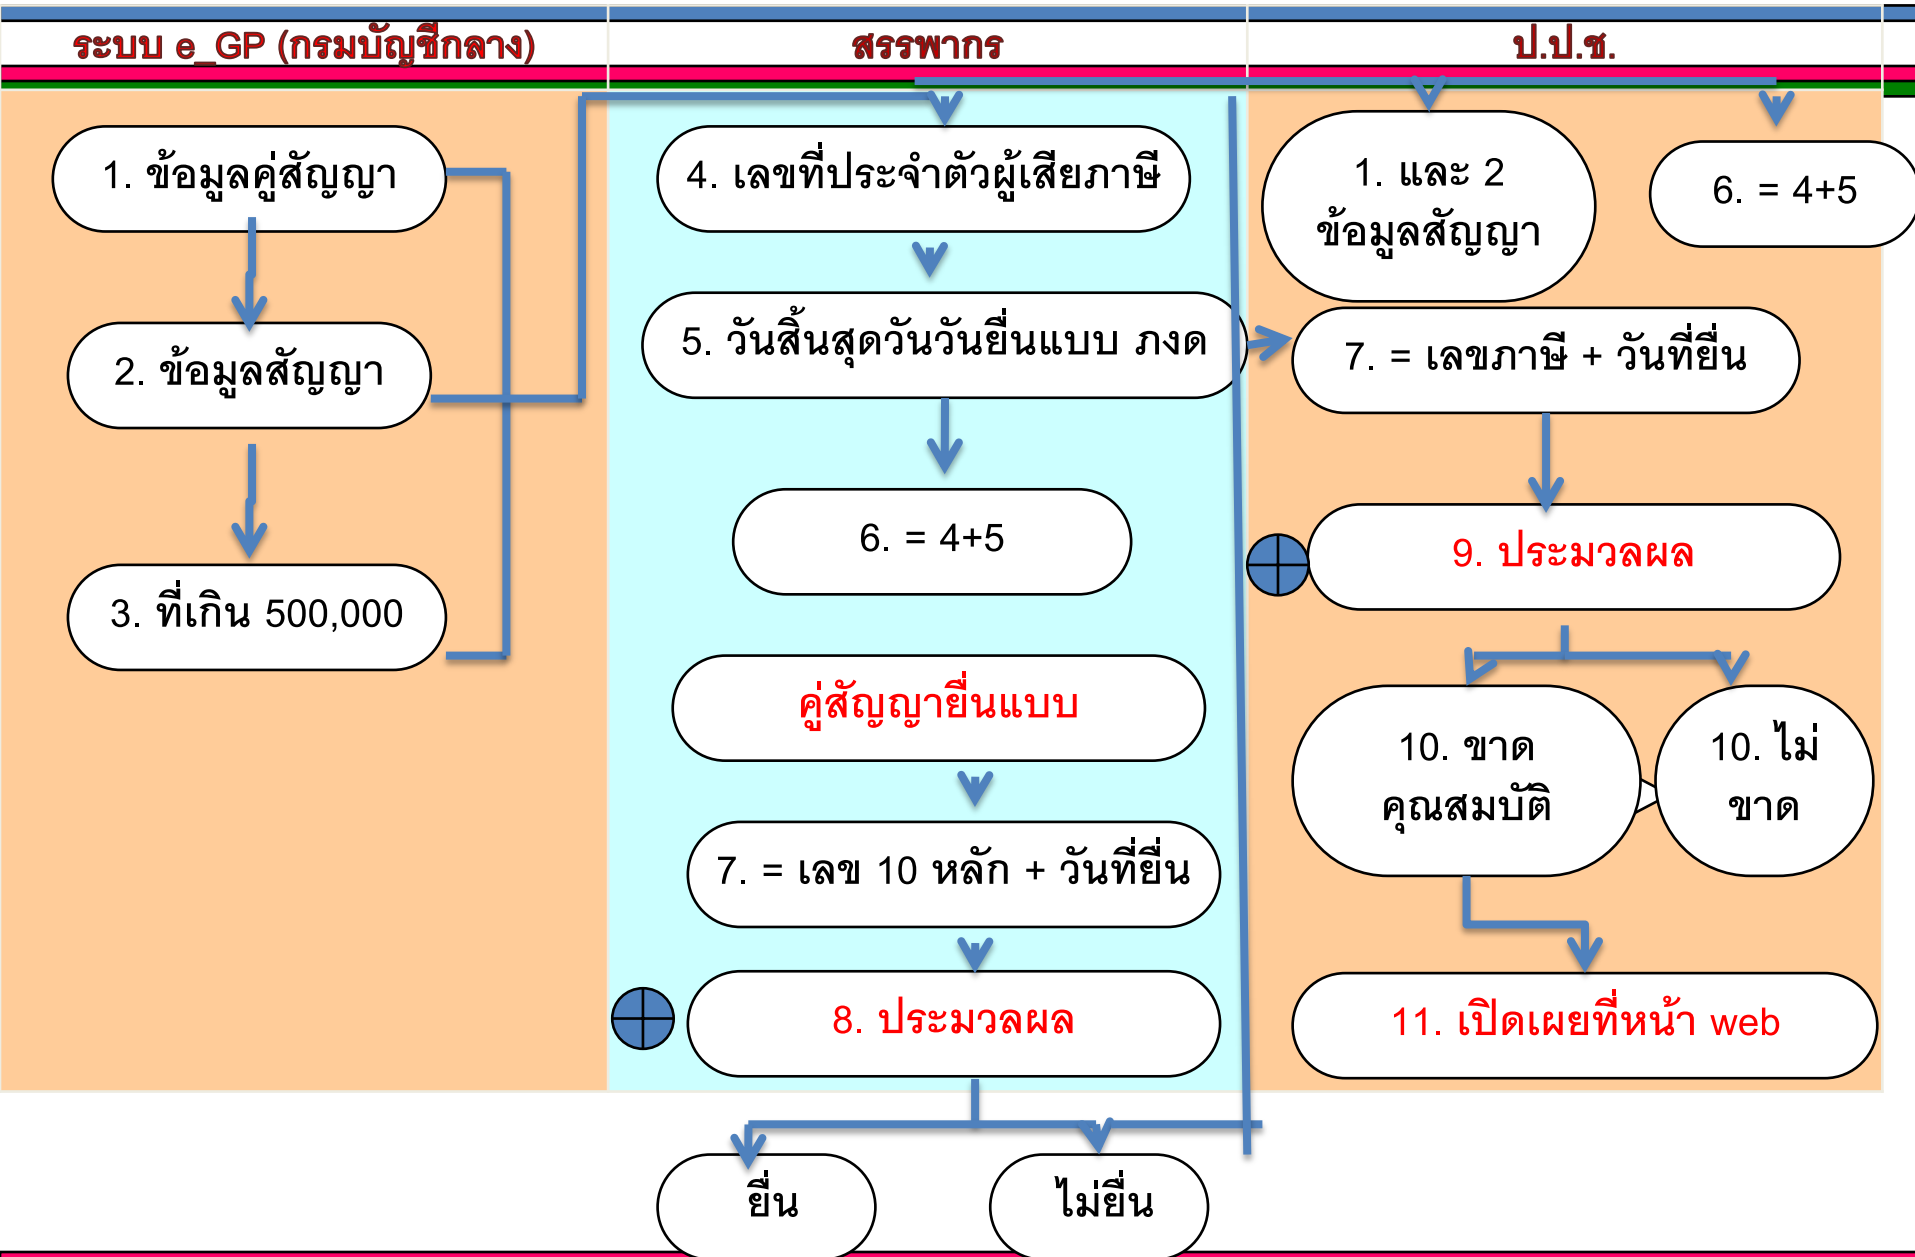 ระบบ e_GP (กรมบัญชีกลาง)
สรรพากร
ป.ป.ช.
1. ข้อมูลคู่สัญญา
2. ข้อมูลสัญญา
3. ที่เกิน 500,000
4. เลขที่ประจำตัวผู้เสียภาษี
5. วันสิ้นสุดวันวันยื่นแบบ ภงด
6. = 4+5
คู่สัญญายื่นแบบ
7. = เลข 10 หลัก + วันที่ยื่น
8. ประมวลผล
ยื่น
ไม่ยื่น
1. และ 2
ข้อมูลสัญญา
6. = 4+5
7. = เลขภาษี + วันที่ยื่น
9. ประมวลผล
10. ขาด
คุณสมบัติ
10. ไม่
ขาด
11. เปิดเผยที่หน้า web